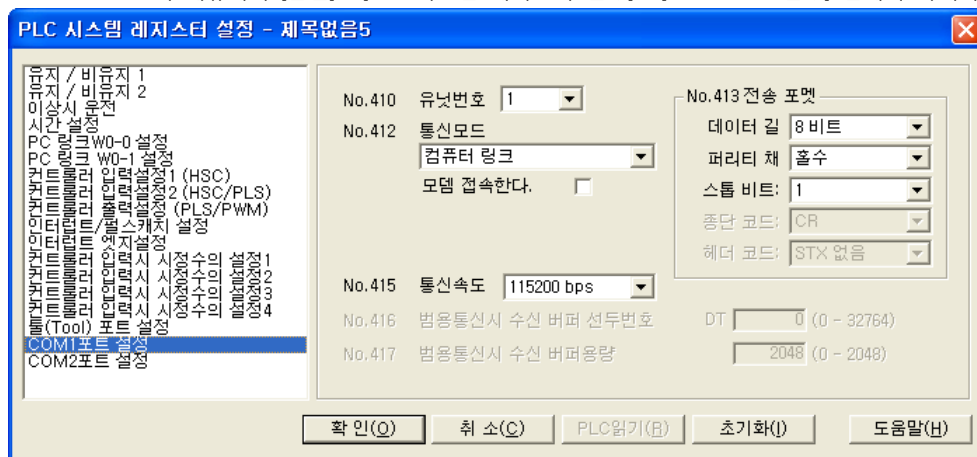 PLC 시스템 레지스터 설정 - 제목없음5
유지 / 비유지 1
유지 / 비유지 2
이상시 운전
시간 설정
PC 링크W0-0 설정
PC 링크 W0-1 설정
컨트롤러 입력설정1 (HSC)
컨트롤러 입력설정2 (HSC/PLS)
컨트롤러 출력설정 (PLS/PWM)
인터럽트/펄스캐치 설정
인터럽트 엣지설정
컨트롤러 입력시 시정수의 설정1
컨트롤러 입력시 시정수의 설정2
컨트롤러 입력시 시정수의 설정3
컨트롤러 입력시 시정수의 설정4
툴(Tool) 포트 설정
COM1포트 설정
COM2포트 설정
No.410 유닛번호 1
No.412 통신모드
컴퓨터 링크
모뎀 접속한다.
No.413 전송 포멧
데이터 길 8 비트
퍼리티 채 홀수
스톱 비트: 1
종단 코드: CR
헤더 코드: STX 없음
No.415 통신속도 115200 bps
No.416 범용통신시 수신 버퍼 선두번호 DT 0 (0 - 32764)
No.417 범용통신시 수신 버퍼용량 2048 (0 - 2048)
확 인(O) 취 소(C) PLC읽기(R) 초기화(I) 도움말(H)